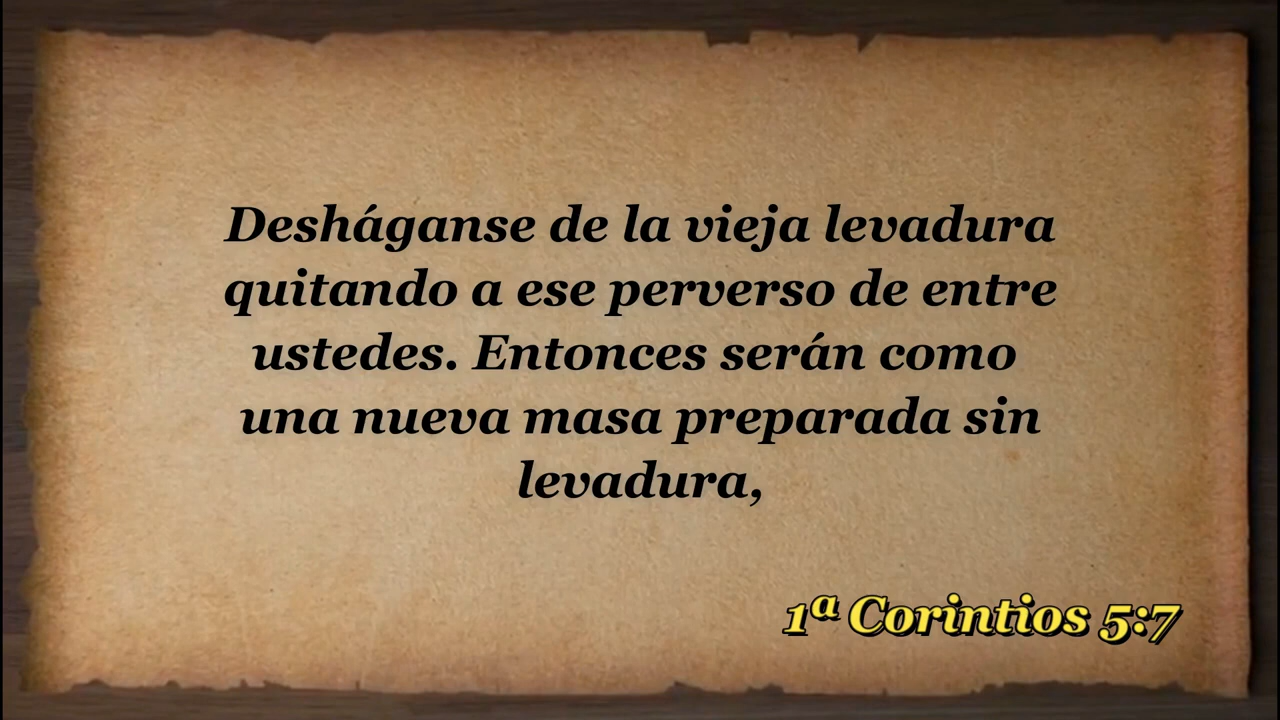 Desháganse de la vieja levadura
quitando a ese perverso de entre
ustedes. Entonces serán como
una nueva masa preparada sin
levadura,
1ª Corintios 5:7